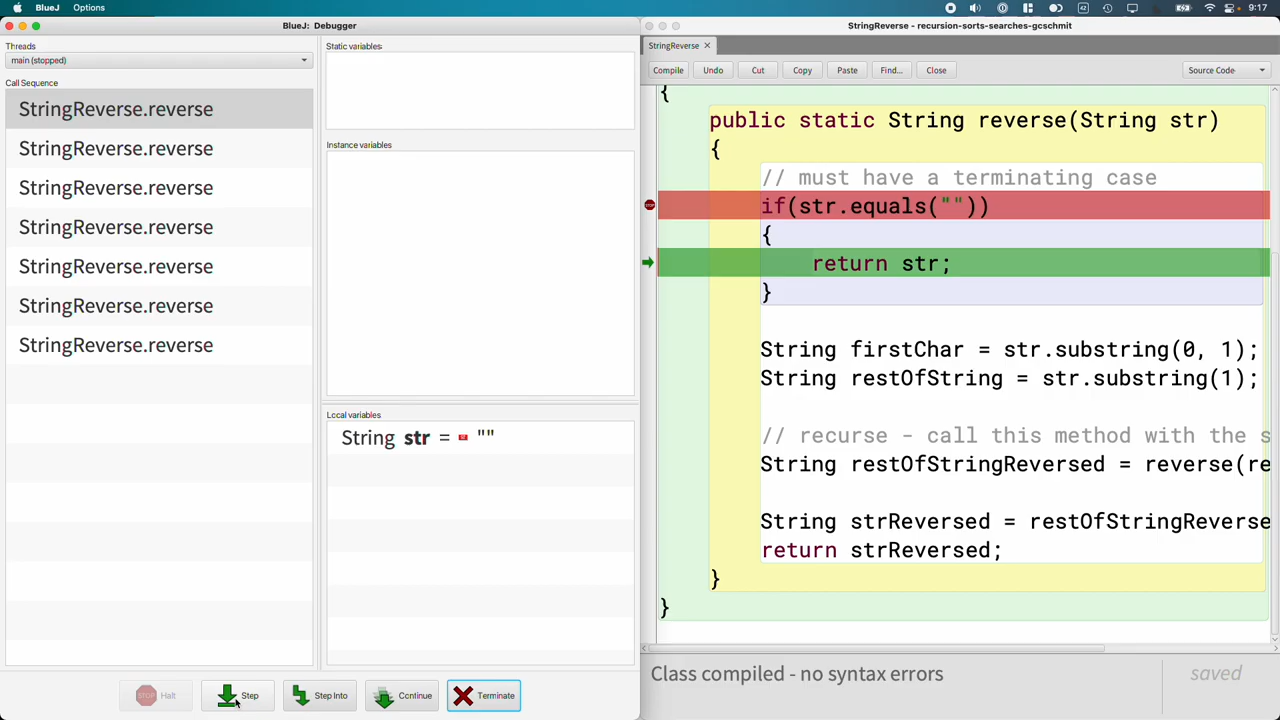 BlueJ Options
42
9:17
BlueJ: Debugger
Threads
main (stopped)
Call Sequence
StringReverse.reverse
StringReverse.reverse
StringReverse.reverse
StringReverse.reverse
StringReverse.reverse
StringReverse.reverse
StringReverse.reverse
Static variables
Instance variables
Local variables
String str = ""
STOP Halt
Step
Step Into
Continue
Terminate
StringReverse - recursion-sorts-searches-gcschmit
StringReverse ✕
Compile Undo Cut Copy Paste Find... Close Source Code
{
public static String reverse(String str)
{
// must have a terminating case
if(str.equals(""))
{
return str;
}
String firstChar = str.substring(0, 1);
String restOfString = str.substring(1);
// recurse - call this method with the s
String restOfStringReversed = reverse(re
String strReversed = restOfStringReverse
return strReversed;
}
}
Class compiled - no syntax errors
saved